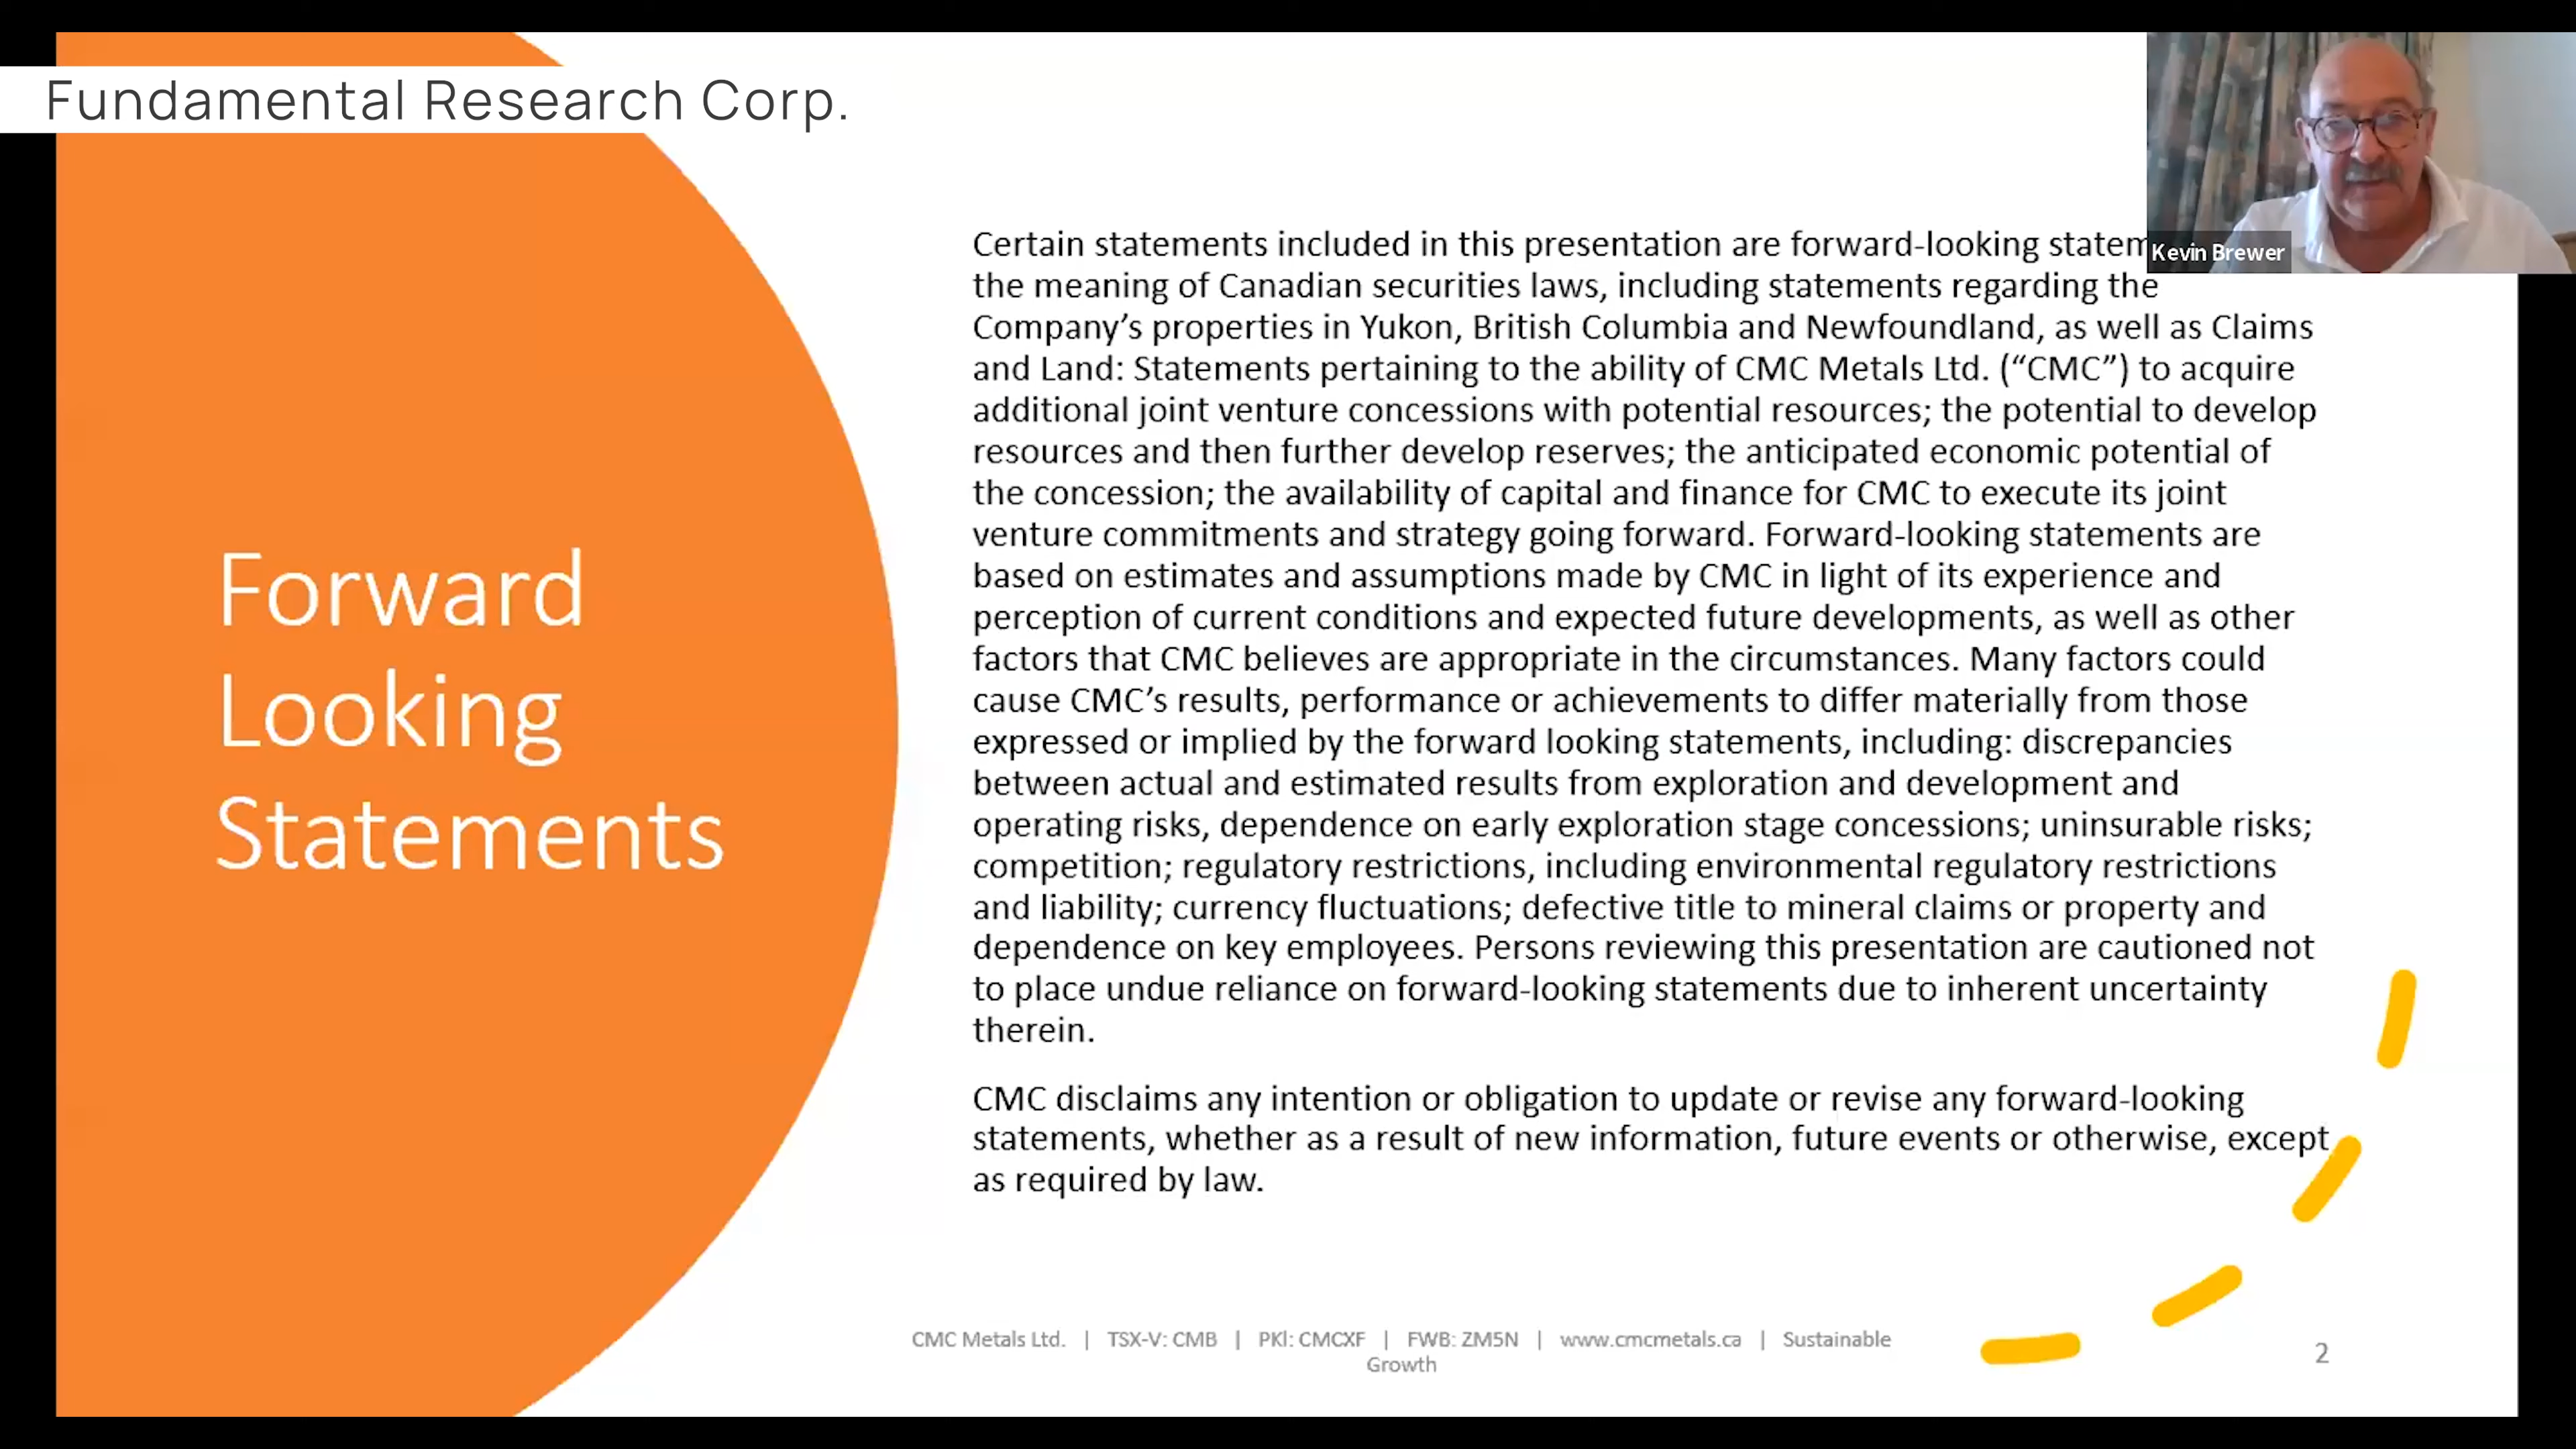 Fundamental Research Corp.
Kevin Brewer
Forward
Looking
Statements
Certain statements included in this presentation are forward-looking
the meaning of Canadian securities laws, including statements regarding the
Company’s properties in Yukon, British Columbia and Newfoundland, as well as Claims
and Land: Statements pertaining to the ability of CMC Metals Ltd. (“CMC”) to acquire
additional joint venture concessions with potential resources; the potential to develop
resources and then further develop reserves; the anticipated economic potential of
the concession; the availability of capital and finance for CMC to execute its joint
venture commitments and strategy going forward. Forward-looking statements are
based on estimates and assumptions made by CMC in light of its experience and
perception of current conditions and expected future developments, as well as other
factors that CMC believes are appropriate in the circumstances. Many factors could
cause CMC’s results, performance or achievements to differ materially from those
expressed or implied by the forward looking statements, including: discrepancies
between actual and estimated results from exploration and development and
operating risks, dependence on early exploration stage concessions; uninsurable risks;
competition; regulatory restrictions, including environmental regulatory restrictions
and liability; currency fluctuations; defective title to mineral claims or property and
dependence on key employees. Persons reviewing this presentation are cautioned not
to place undue reliance on forward-looking statements due to inherent uncertainty
therein.
CMC disclaims any intention or obligation to update or revise any forward-looking
statements, whether as a result of new information, future events or otherwise, except
as required by law.
CMC Metals Ltd. | TSX-V: CMB | PKl: CMCXF | FWB: ZM5N | www.cmcmetals.ca | Sustainable
Growth
2